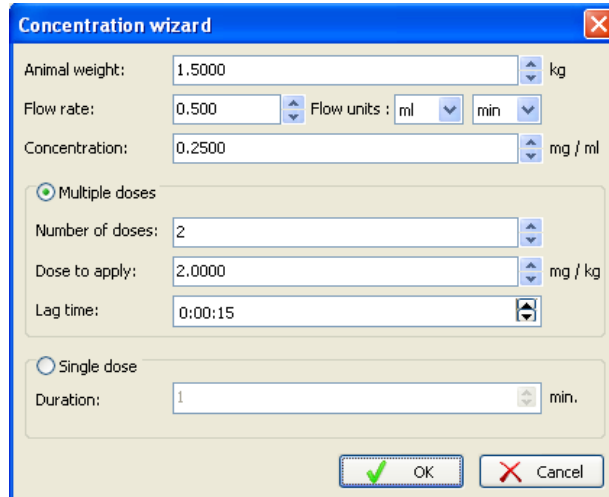 Concentration wizard
Animal weight: 1.5000 kg
Flow rate: 0.500 Flow units : ml min
Concentration: 0.2500 mg / ml
Multiple doses
Number of doses: 2
Dose to apply: 2.0000 mg / kg
Lag time: 0:00:15
Single dose
Duration: 1 min.
OK Cancel